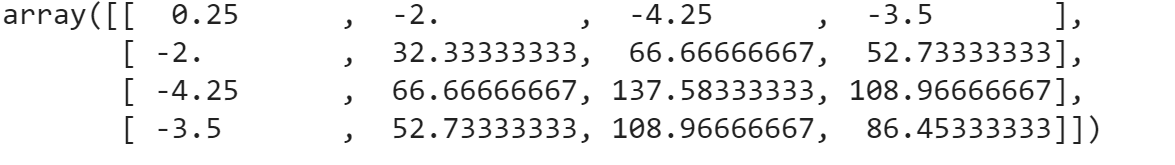 array([[  0.25      ,  -2.        ,  -4.25      ,  -3.5       ],
       [ -2.        ,  32.33333333,  66.66666667,  52.73333333],
       [ -4.25      ,  66.66666667, 137.58333333, 108.96666667],
       [ -3.5       ,  52.73333333, 108.96666667,  86.45333333]])